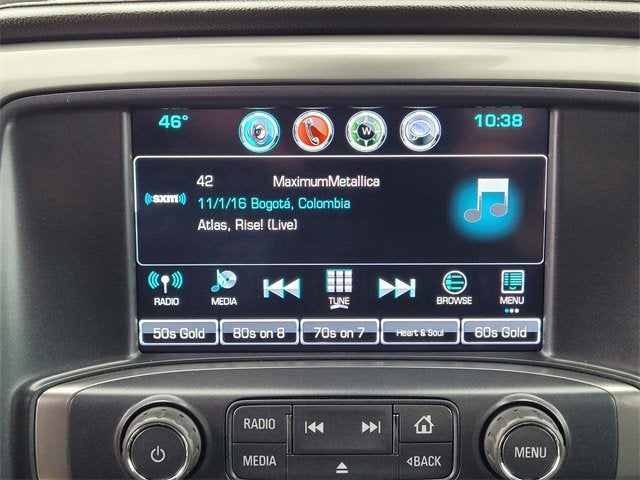 46°
W
10:38
42 MaximumMetallica
((sxm))
11/1/16 Bogotá, Colombia
Atlas, Rise! (Live)
RADIO MEDIA TUNE BROWSE MENU
50s Gold 80s on 8 70s on 7 Heart & Soul 60s Gold
RADIO
MEDIA BACK
MENU